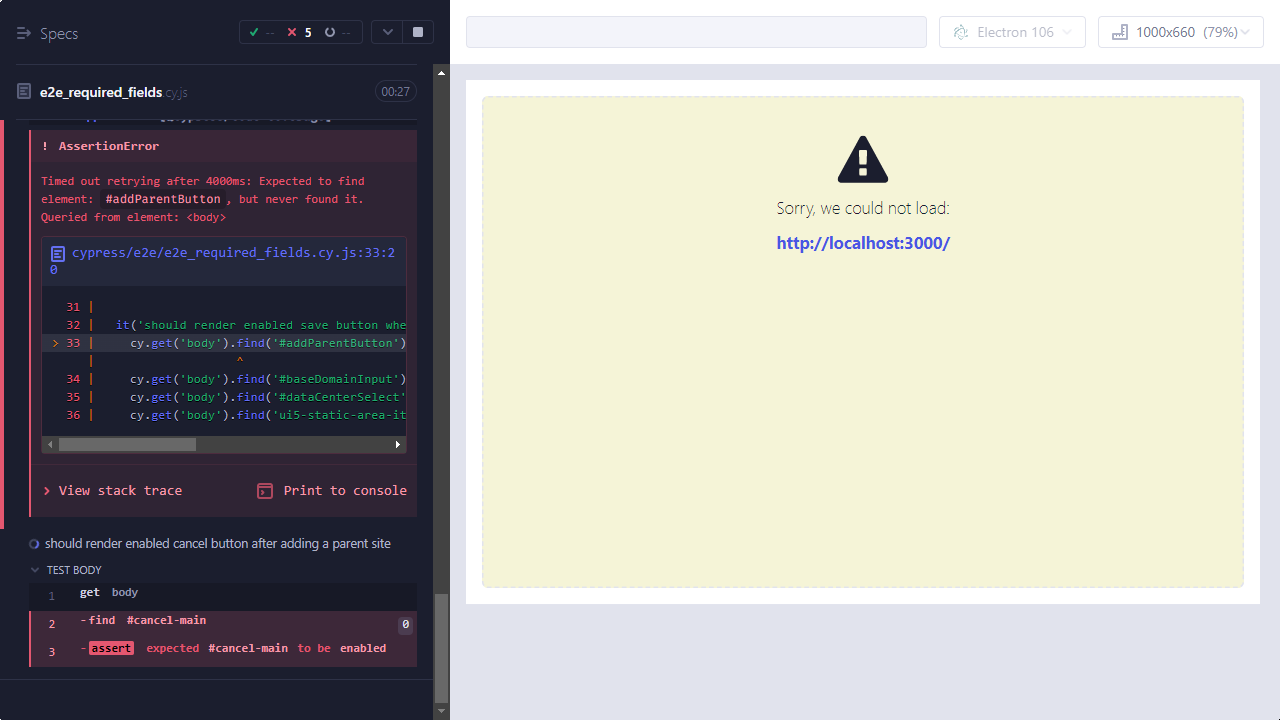 Specs
-- 5 --
e2e_required_fields.cy.js 00:27
! AssertionError
Timed out retrying after 4000ms: Expected to find
element: #addParentButton, but never found it.
Queried from element: <body>
cypress/e2e/e2e_required_fields.cy.js:33:2
0
31 |
32 | it('should render enabled save button whe
> 33 | cy.get('body').find('#addParentButton')
| ^
34 | cy.get('body').find('#baseDomainInput')
35 | cy.get('body').find('#dataCenterSelect'
36 | cy.get('body').find('ui5-static-area-it
> View stack trace Print to console
should render enabled cancel button after adding a parent site
TEST BODY
1 get body
2 -find #cancel-main 0
3 -assert expected #cancel-main to be enabled
Electron 106 1000x660 (79%)
Sorry, we could not load:
http://localhost:3000/